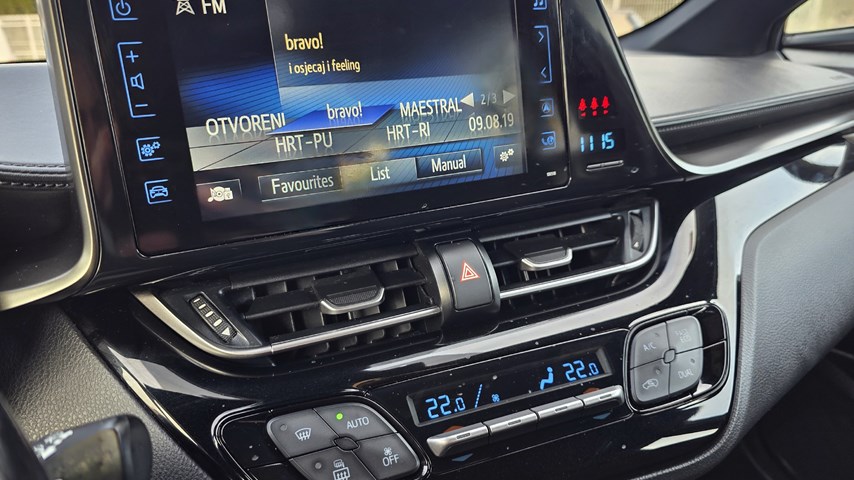 FM
bravo!
i osjecaj i feeling
OTVORENI bravo! MAESTRAL 2/3
HRT-PU HRT-RI 09.08.19
Favourites List Manual
11:15
22.0 22.0
A/C
DUAL
AUTO
OFF